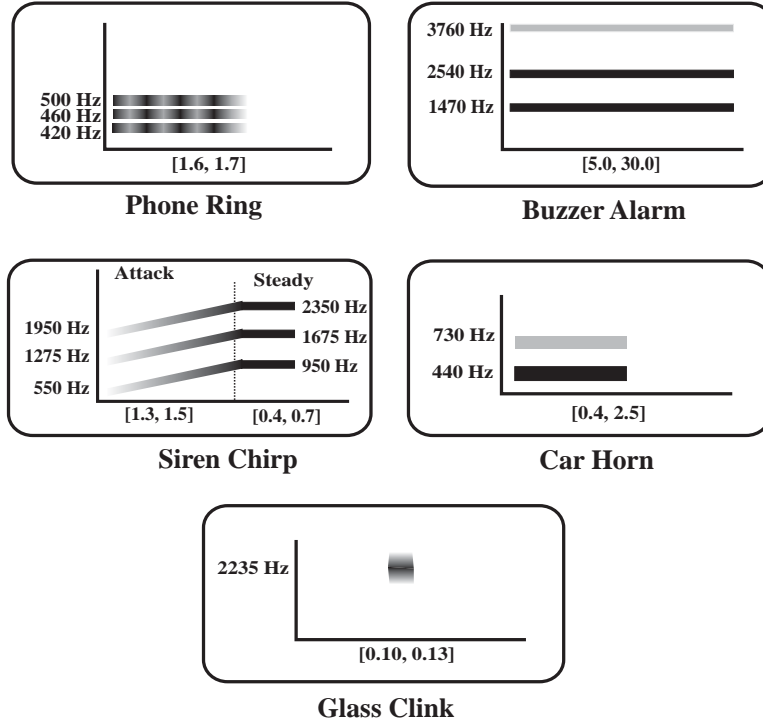 500 Hz
460 Hz
420 Hz
[1.6, 1.7]
Phone Ring
3760 Hz
2540 Hz
1470 Hz
[5.0, 30.0]
Buzzer Alarm
Attack
Steady
1950 Hz
1275 Hz
550 Hz
2350 Hz
1675 Hz
950 Hz
[1.3, 1.5]
[0.4, 0.7]
Siren Chirp
730 Hz
440 Hz
[0.4, 2.5]
Car Horn
2235 Hz
[0.10, 0.13]
Glass Clink